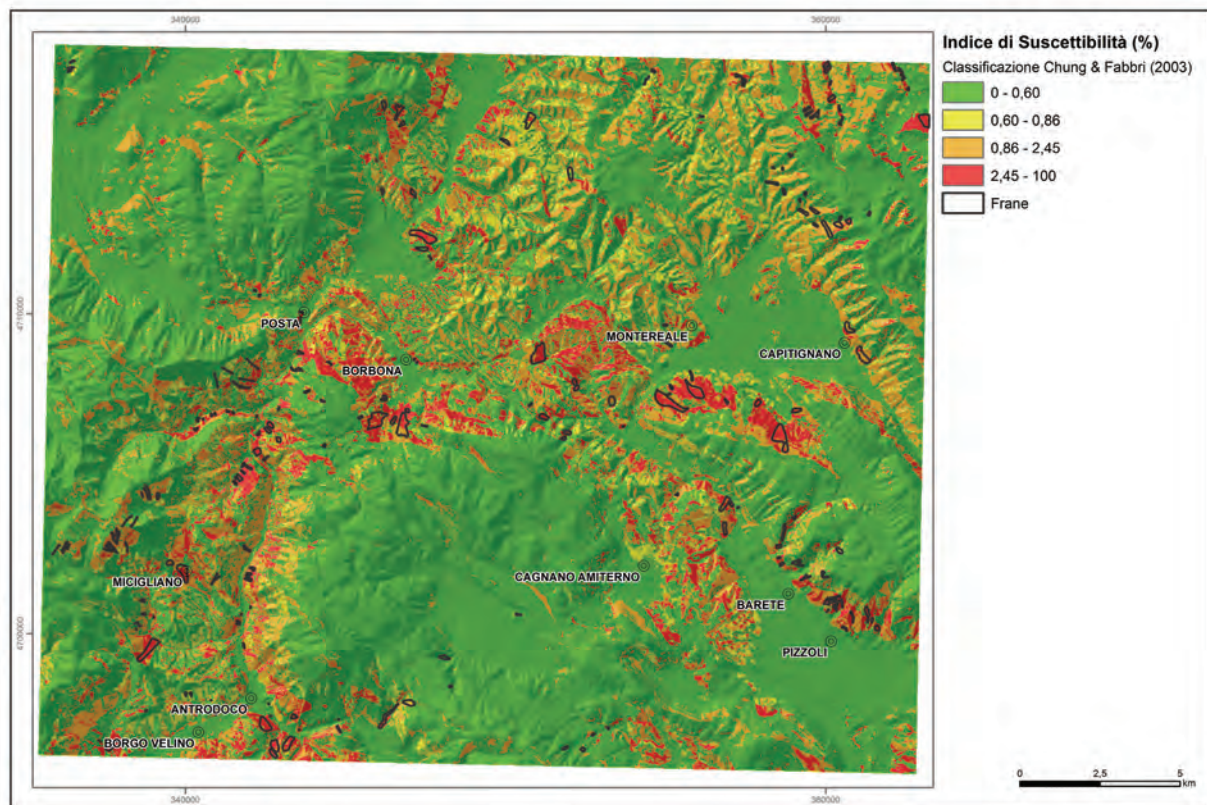 340000
360000
Indice di Suscettibilità (%)
Classificazione Chung & Fabbri (2003)
0 - 0,60
0,60 - 0,86
0,86 - 2,45
2,45 - 100
Frane
4710000
POSTA
BORBONA
MONTEREALE
CAPITIGNANO
MICIGLIANO
CAGNANO AMITERNO
BARETE
4700000
PIZZOLI
ANTRODOCO
BORGO VELINO
0 2,5 5
km
340000
360000